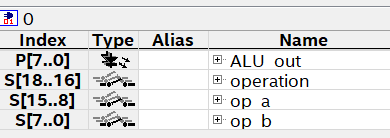 0
Index Type Alias Name
P[7..0] ALU_out
S[18..16] operation
S[15..8] op_a
S[7..0] op_b